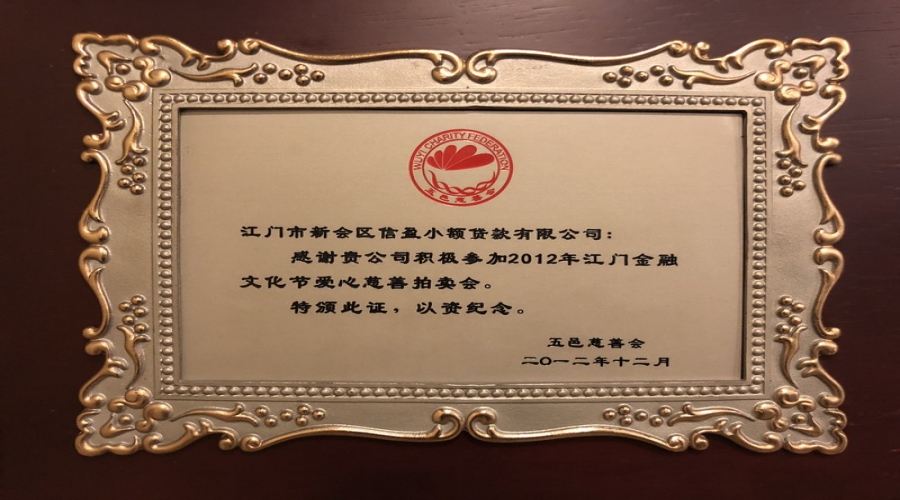 WUYI CHARITY FEDERATION
五邑慈善会
江门市新会区信盈小额贷款有限公司：
感谢贵公司积极参加2012年江门金融
文化节爱心慈善拍卖会。
特颁此证，以资纪念。
五邑慈善会
二〇一二年十二月